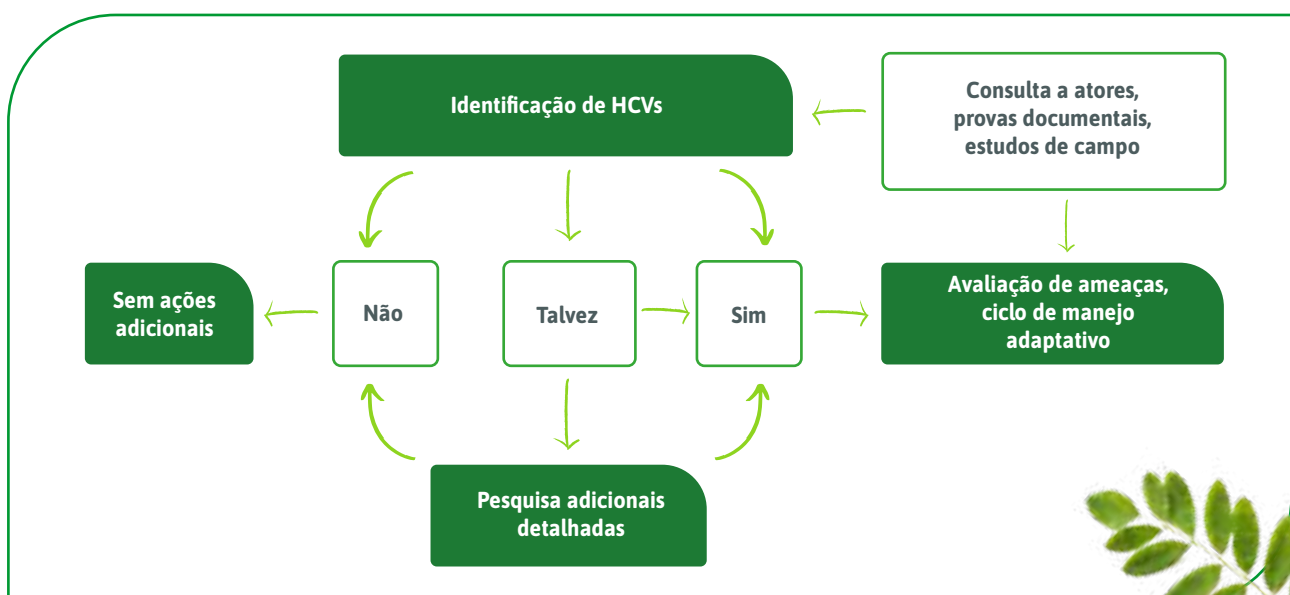 Identificação de HCVs
Consulta a atores,
provas documentais,
estudos de campo
Sem ações
adicionais
Não
Talvez
Sim
Avaliação de ameaças,
ciclo de manejo
adaptativo
Pesquisa adicionais
detalhadas